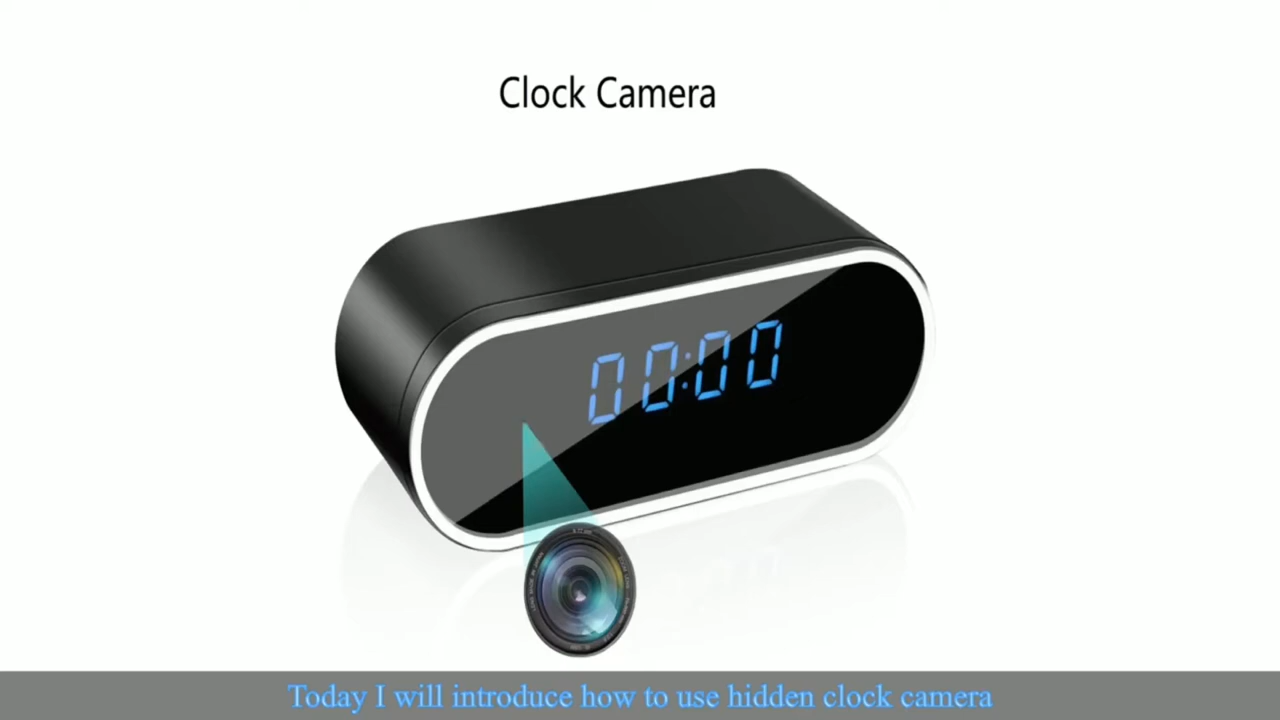 Clock Camera
00:00
Today I will introduce how to use hidden clock camera